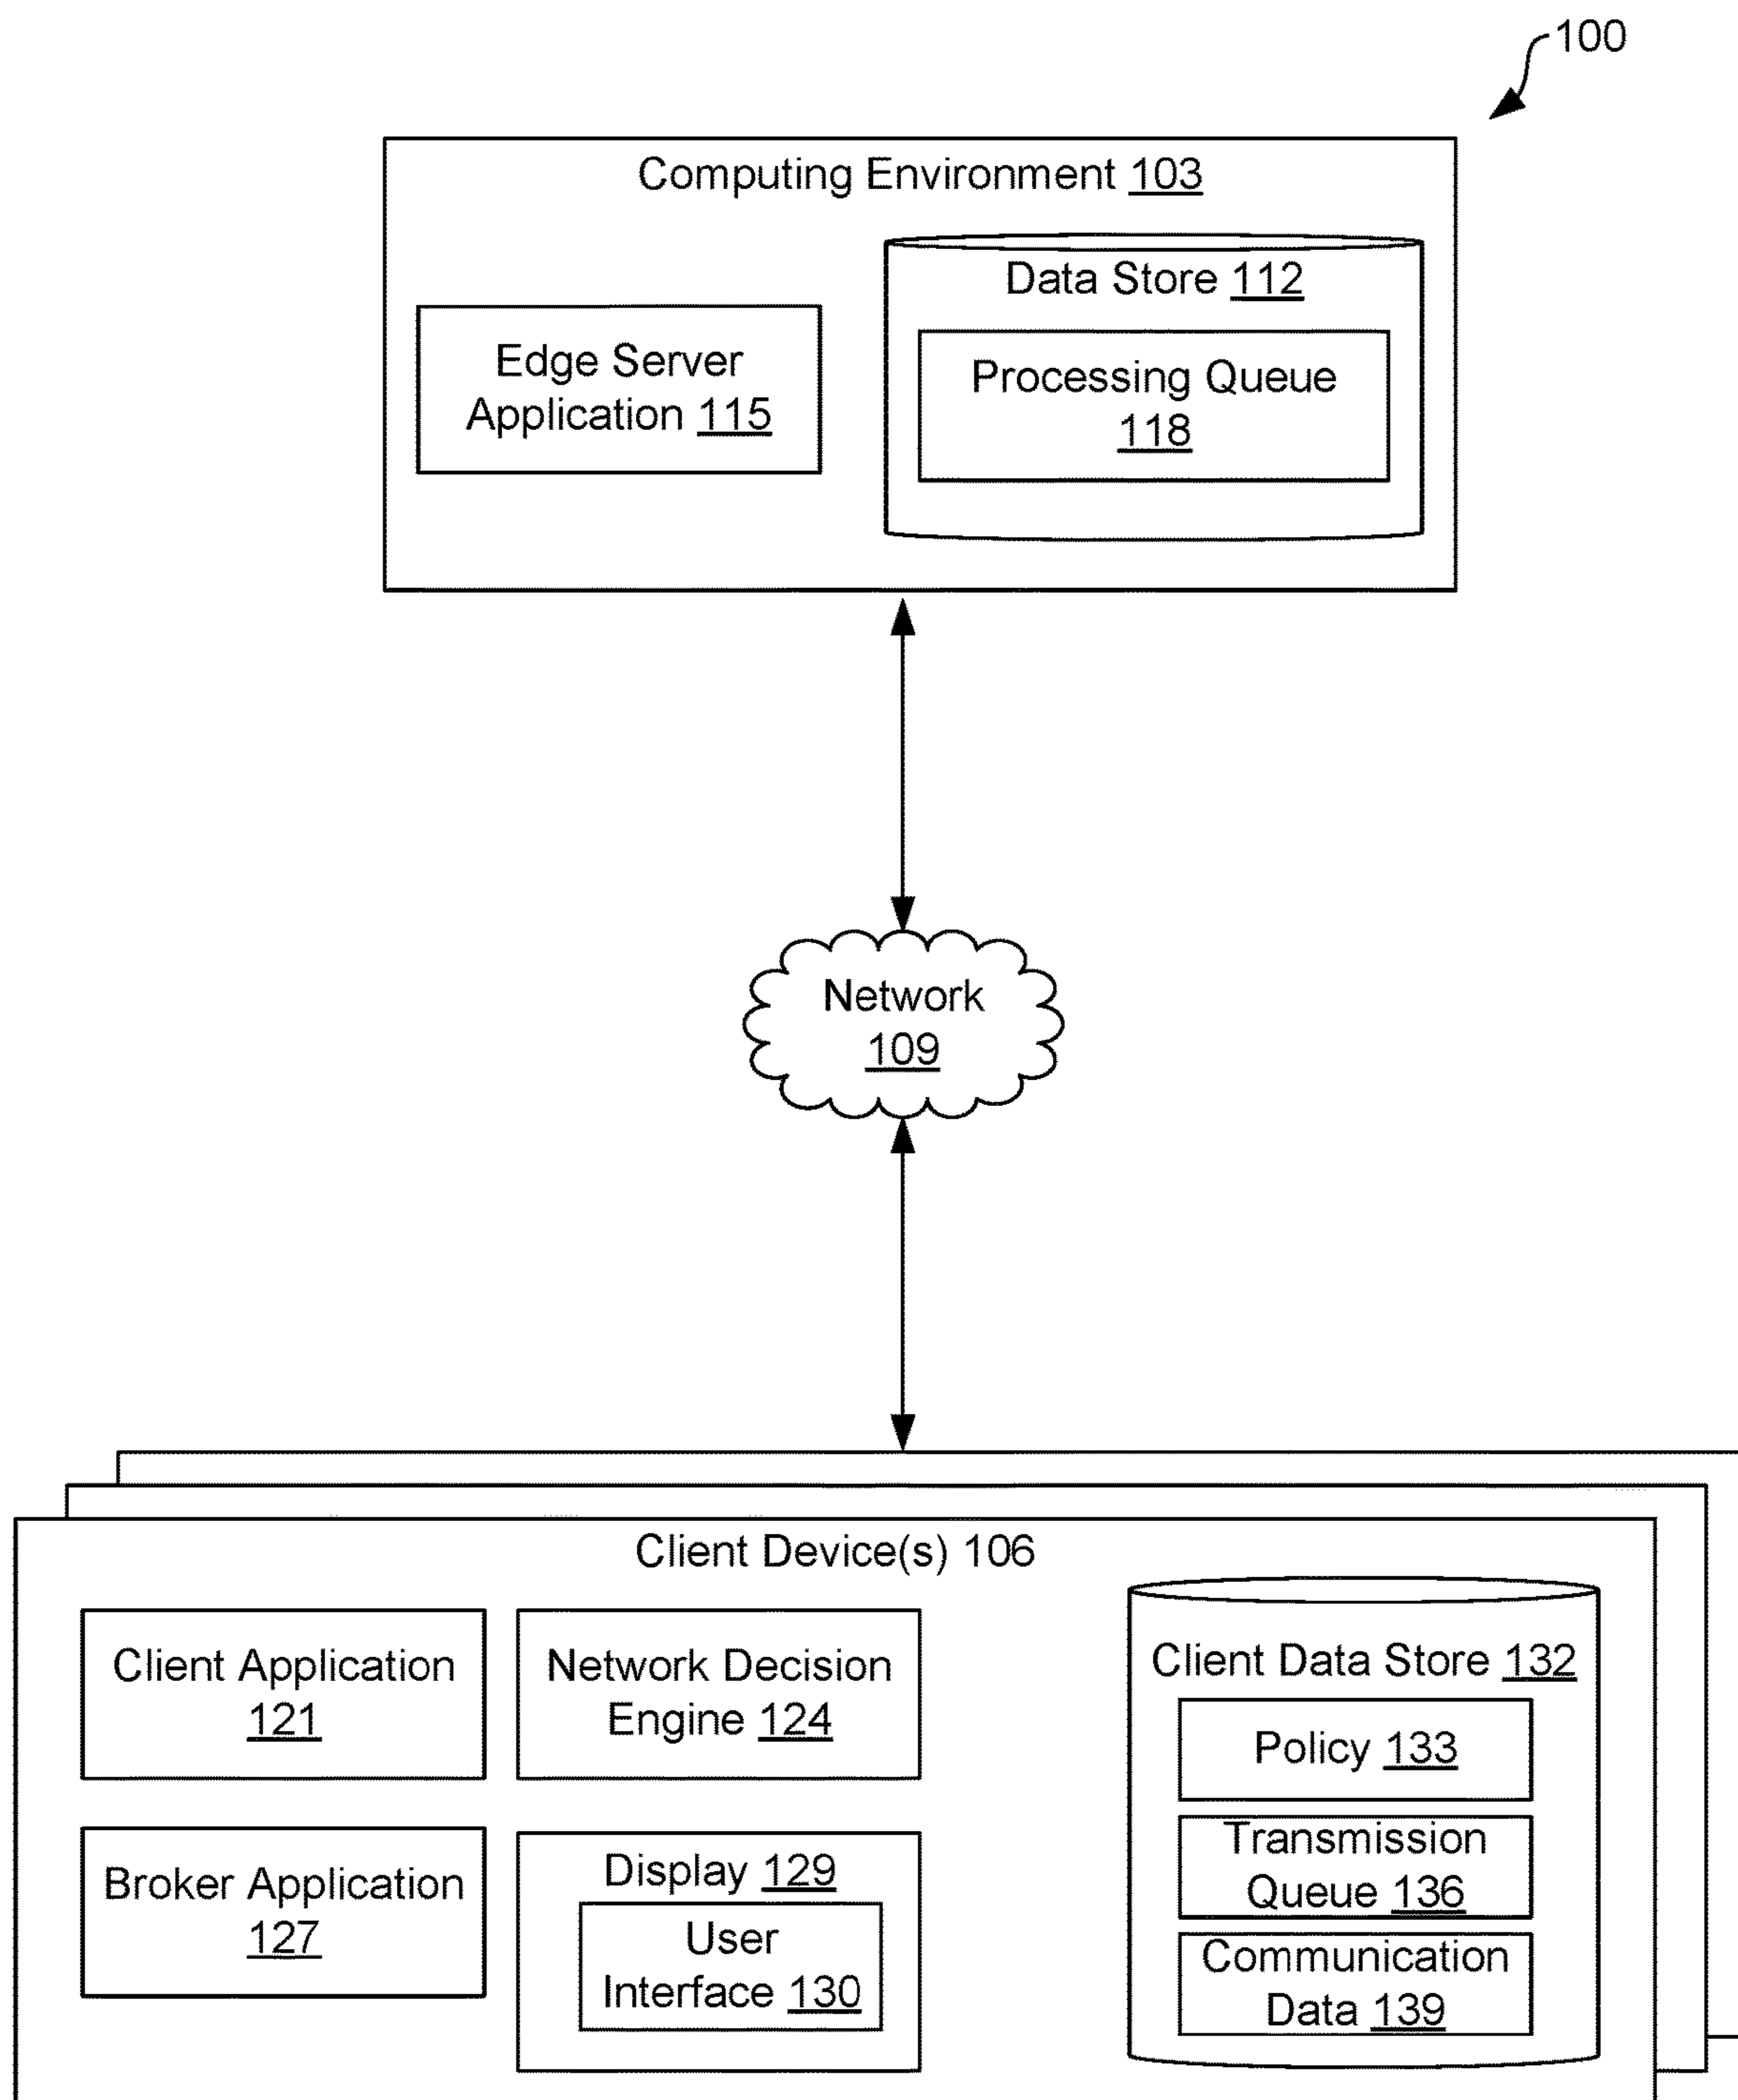 100
Computing Environment 103
Data Store 112
Edge Server
Application 115
Processing Queue
118
Network
109
Client Device(s) 106
Client Application
121
Network Decision
Engine 124
Broker Application
127
Display 129
User
Interface 130
Client Data Store 132
Policy 133
Transmission
Queue 136
Communication
Data 139